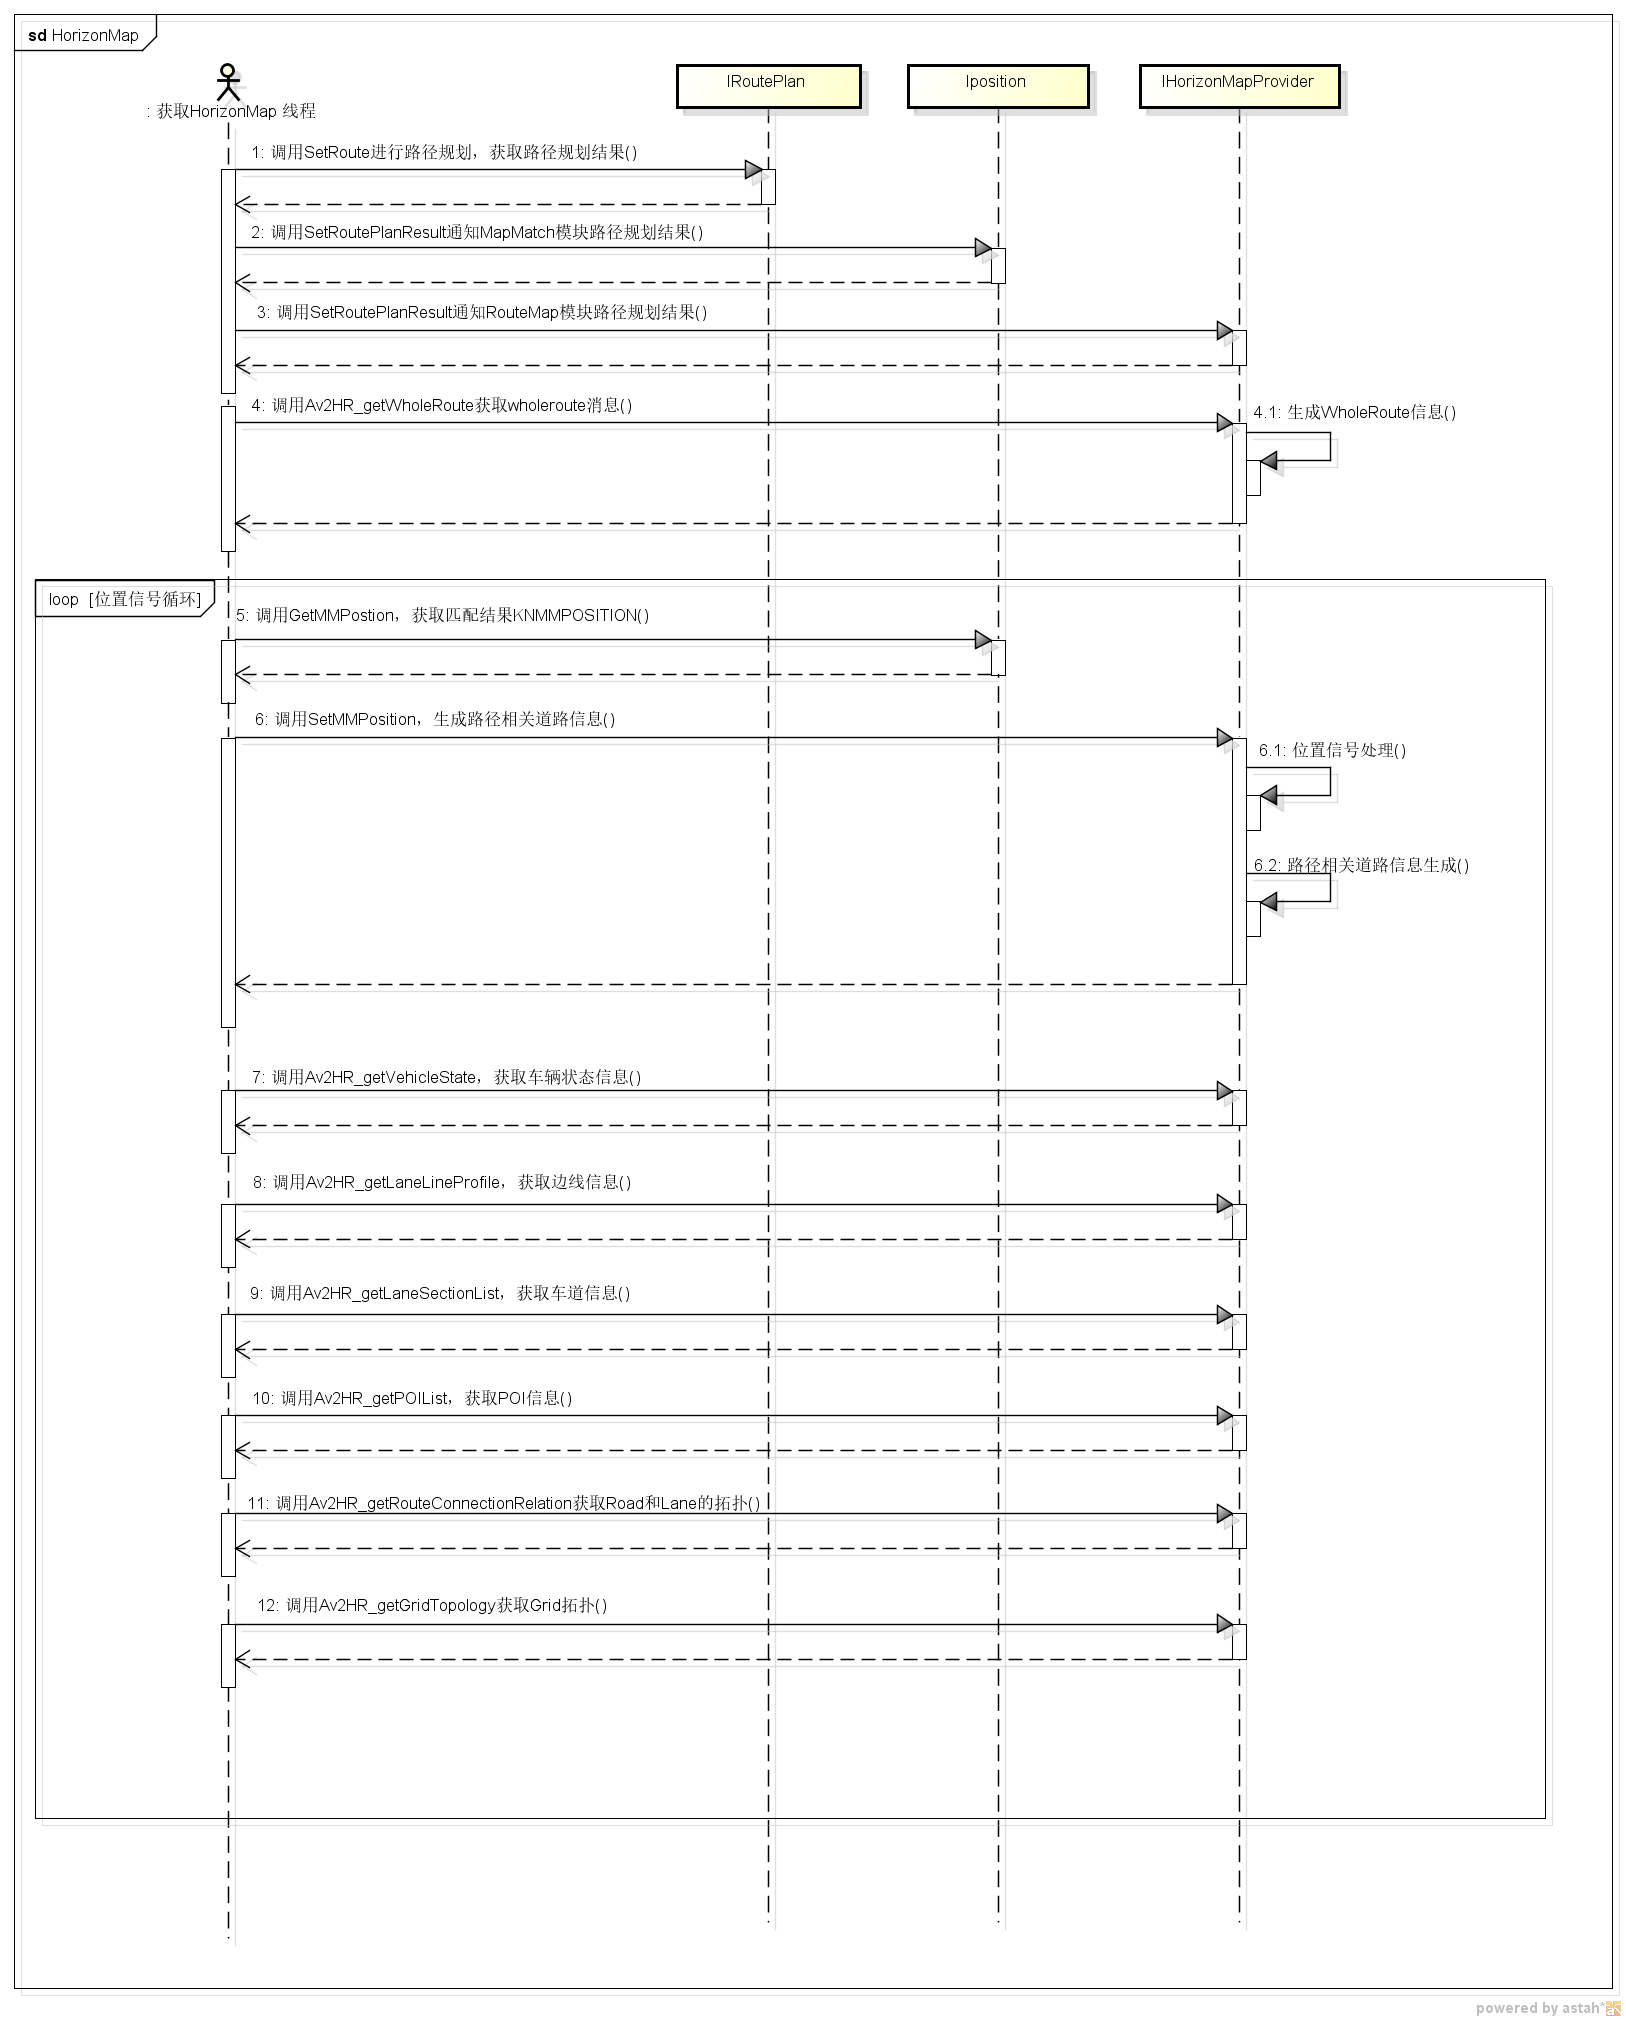 sd HorizonMap
: 获取HorizonMap 线程
IRoutePlan
Iposition
IHorizonMapProvider
1: 调用SetRoute进行路径规划，获取路径规划结果()
2: 调用SetRoutePlanResult通知MapMatch模块路径规划结果()
3: 调用SetRoutePlanResult通知RouteMap模块路径规划结果()
4: 调用Av2HR_getWholeRoute获取wholeroute消息()
4.1: 生成WholeRoute信息()
loop [位置信号循环]
5: 调用GetMMPostion，获取匹配结果KNMMPOSITION()
6: 调用SetMMPosition，生成路径相关道路信息()
6.1: 位置信号处理()
6.2: 路径相关道路信息生成()
7: 调用Av2HR_getVehicleState，获取车辆状态信息()
8: 调用Av2HR_getLaneLineProfile，获取边线信息()
9: 调用Av2HR_getLaneSectionList，获取车道信息()
10: 调用Av2HR_getPOIList，获取POI信息()
11: 调用Av2HR_getRouteConnectionRelation获取Road和Lane的拓扑()
12: 调用Av2HR_getGridTopology获取Grid拓扑()
powered by astah*